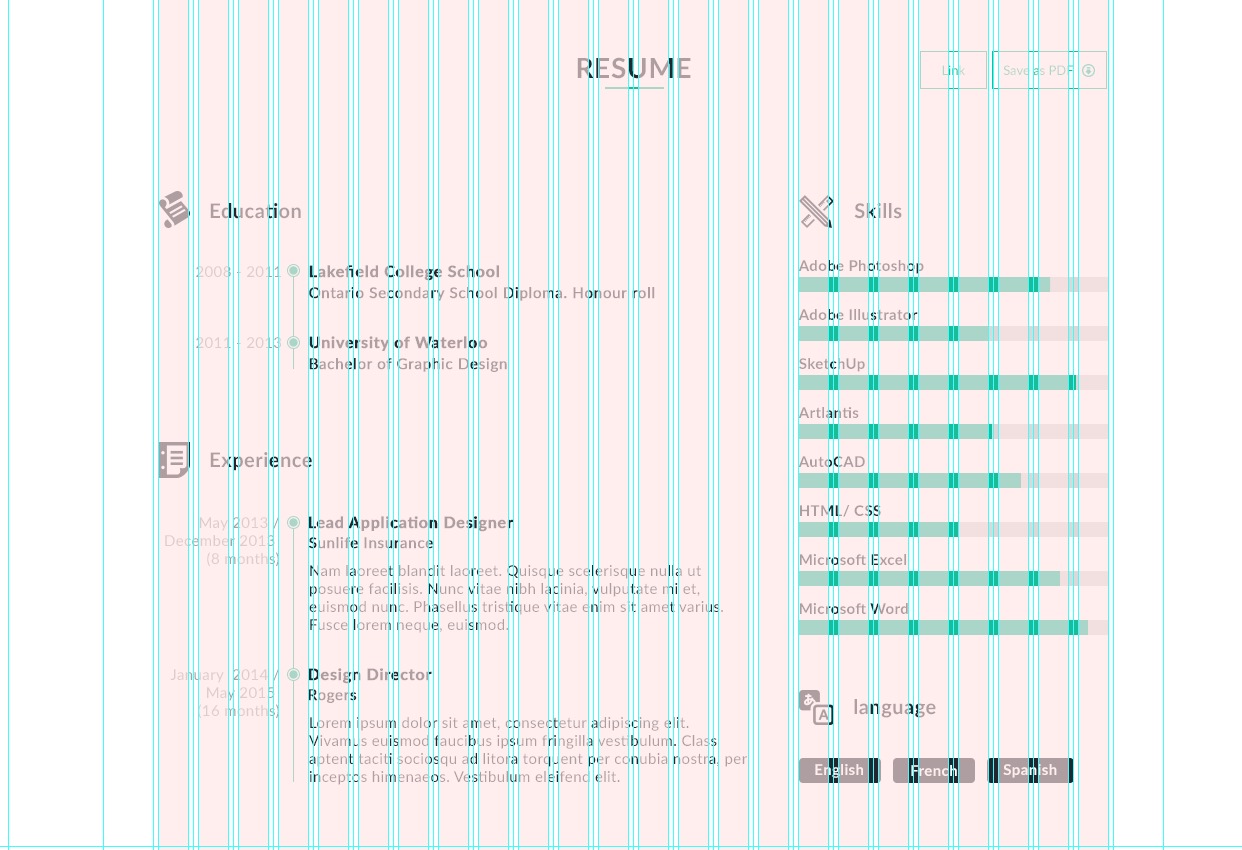 RESUME
Link
Save as PDF
Education
2008 - 2011
Lakefield College School
Ontario Secondary School Diploma. Honour roll
2011 - 2013
University of Waterloo
Bachelor of Graphic Design
Experience
May 2013 /
December 2013
(8 months)
Lead Application Designer
Sunlife Insurance
Nam laoreet blandit laoreet. Quisque scelerisque nulla ut
posuere facilisis. Nunc vitae nibh lacinia, vulputate mi et,
euismod nunc. Phasellus tristique vitae enim sit amet varius.
Fusce lorem neque, euismod.
January 2014 /
May 2015
(16 months)
Design Director
Rogers
Lorem ipsum dolor sit amet, consectetur adipiscing elit.
Vivamus euismod faucibus ipsum fringilla vestibulum. Class
aptent taciti sociosqu ad litora torquent per conubia nostra, per
inceptos himenaeos. Vestibulum eleifend elit.
Skills
Adobe Photoshop
Adobe Illustrator
SketchUp
Artlantis
AutoCAD
HTML/ CSS
Microsoft Excel
Microsoft Word
あ
A
language
English
French
Spanish